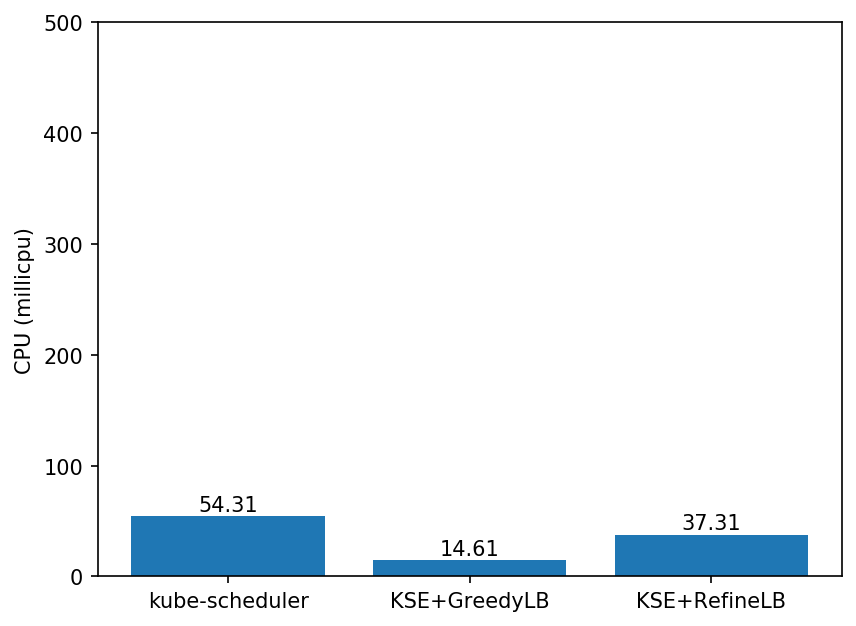 500
400
300
200
100
0
CPU (millicpu)
54.31
14.61
37.31
kube-scheduler
KSE+GreedyLB
KSE+RefineLB